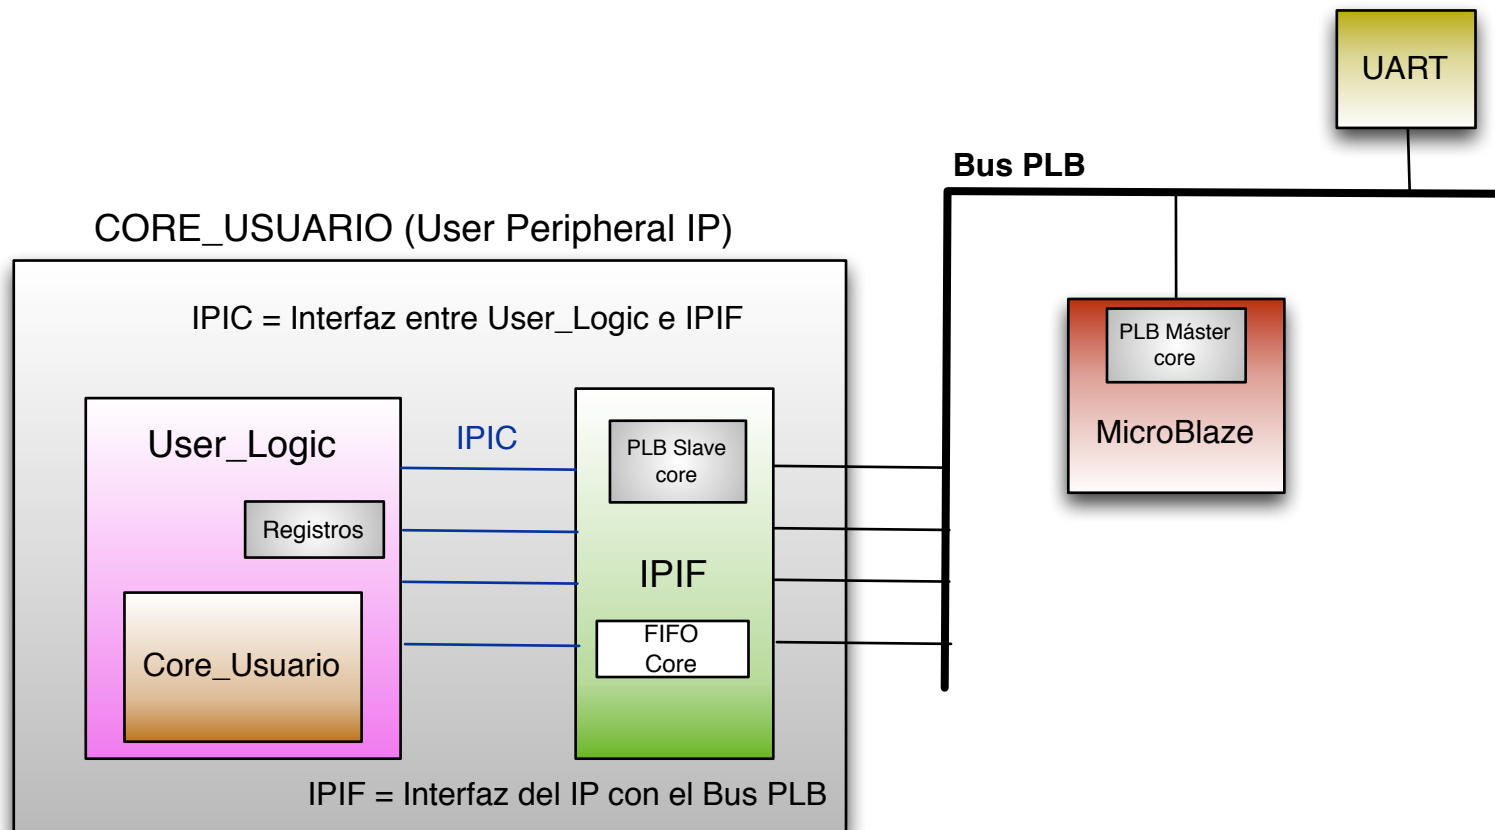 UART
Bus PLB
CORE_USUARIO (User Peripheral IP)
IPIC = Interfaz entre User_Logic e IPIF
PLB Máster
core
MicroBlaze
User_Logic
IPIC
PLB Slave
core
Registros
IPIF
FIFO
Core
Core_Usuario
IPIF = Interfaz del IP con el Bus PLB